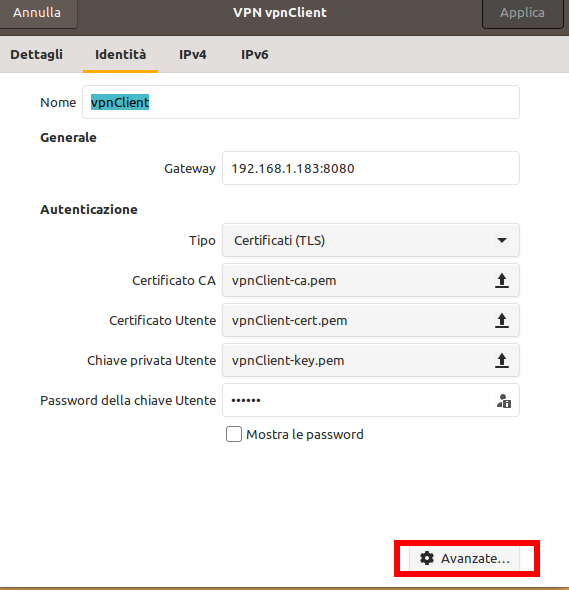 Annulla VPN vpnClient Applica
Dettagli Identità IPv4 IPv6
Nome vpnClient
Generale
Gateway 192.168.1.183:8080
Autenticazione
Tipo Certificati (TLS)
Certificato CA vpnClient-ca.pem
Certificato Utente vpnClient-cert.pem
Chiave privata Utente vpnClient-key.pem
Password della chiave Utente ••••••
Mostra le password
Avanzate...